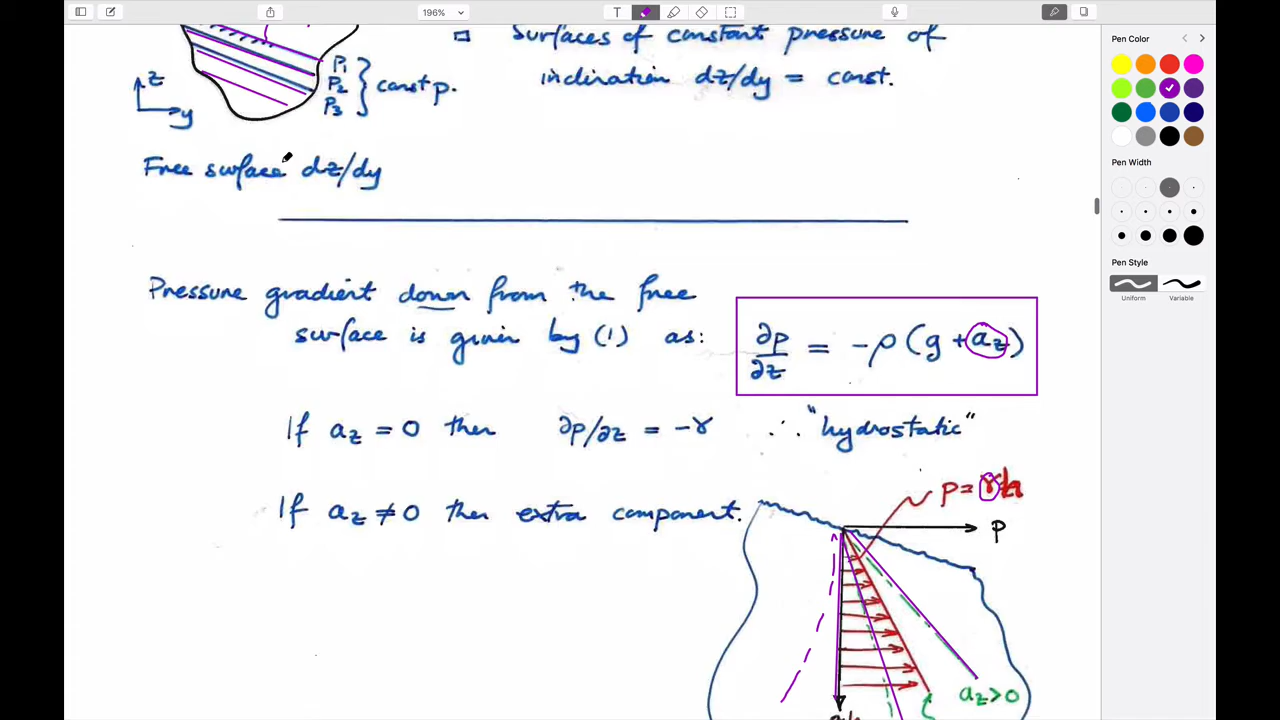 196%
T
Pen Color
Surfaces of constant pressure of
inclination dz/dy = const.
z
y
P1
P2
P3
const p.
Free surface dz/dy
Pen Width
Pen Style
Uniform
Variable
Pressure gradient down from the free
surface is given by (1) as:
∂p/∂z = -ρ(g + az)
If az = 0 then ∂p/∂z = -γ ∴ "hydrostatic"
If az ≠ 0 then extra component.
p = γh
P
az > 0